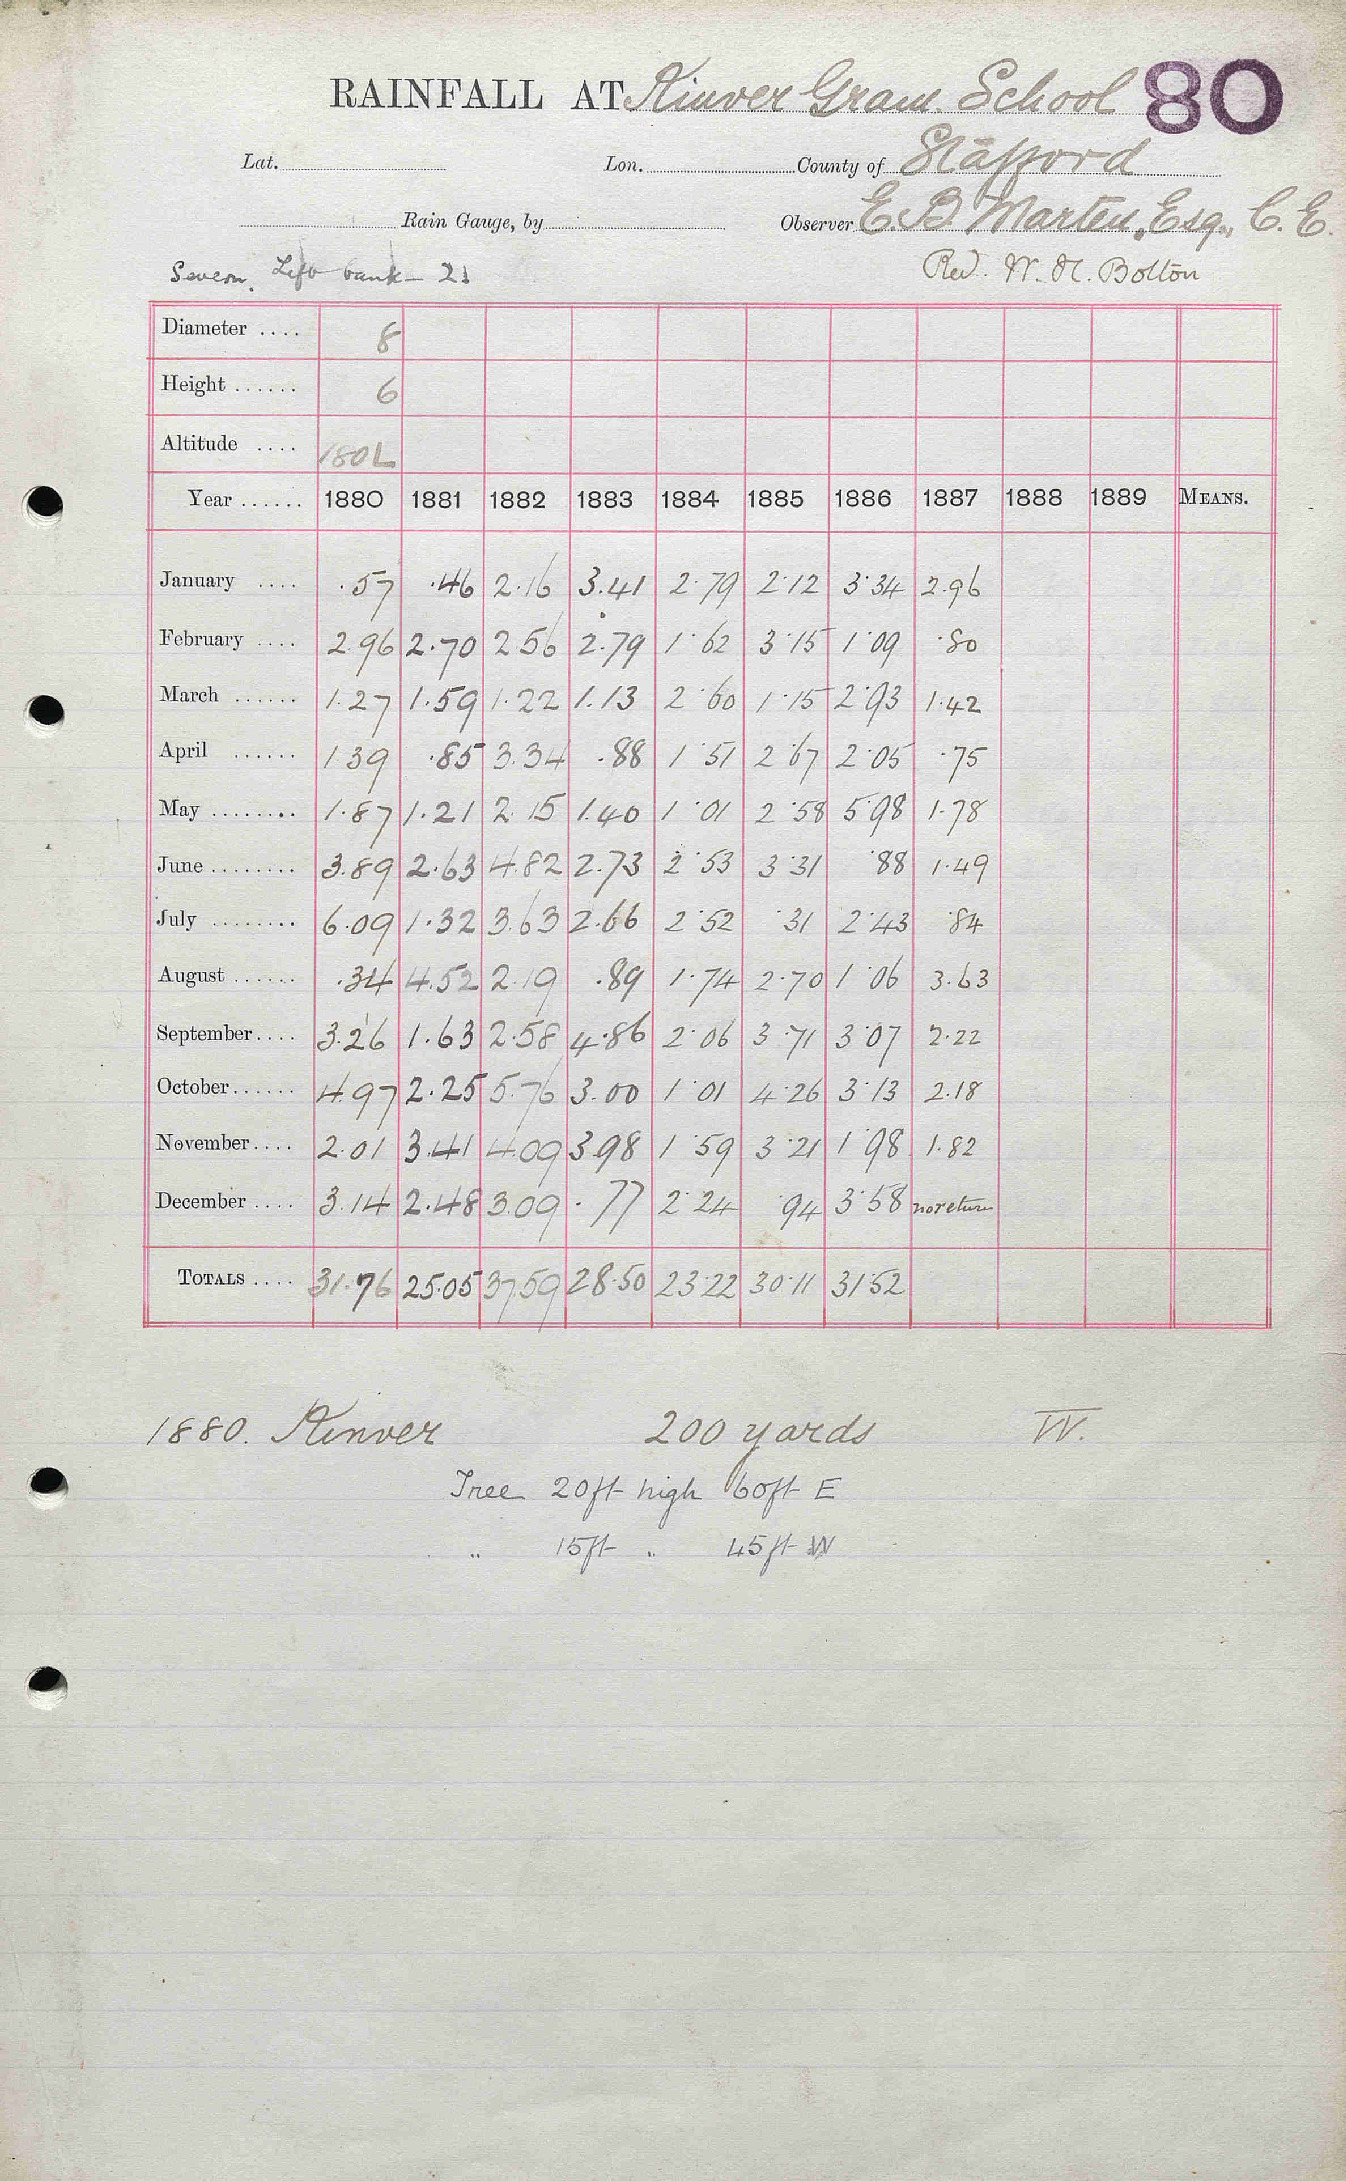 RAINFALL AT Kinver Gram. School 80
Lat. Lon. County of Stafford
Rain Gauge, by Observer E. B. Marten, Esq., C. E.
Severn. Left bank - 21 Rev. W. H. Bolton
Diameter .... 8
Height ...... 6
Altitude .... 180L
Year ...... 1880 1881 1882 1883 1884 1885 1886 1887 1888 1889 MEANS.
January .... .57 .46 2.16 3.41 2.79 2.12 3.34 2.96
February .... 2.96 2.70 2.56 2.79 1.62 3.15 1.09 .80
March ...... 1.27 1.59 1.22 1.13 2.60 1.15 2.93 1.42
April ...... 1.39 .85 3.34 .88 1.51 2.67 2.05 .75
May ........ 1.87 1.21 2.15 1.40 1.01 2.58 5.98 1.78
June ........ 3.89 2.63 4.82 2.73 2.53 3.31 .88 1.49
July ........ 6.09 1.32 3.63 2.66 2.52 .31 2.43 .84
August ...... .34 4.52 2.19 .89 1.74 2.70 1.06 3.63
September .... 3.26 1.63 2.58 4.86 2.06 3.71 3.07 2.22
October ...... 4.97 2.25 5.76 3.00 1.01 4.26 3.13 2.18
November .... 2.01 3.41 4.09 3.98 1.59 3.21 1.98 1.82
December .... 3.14 2.48 3.09 .77 2.24 .94 3.58 no return
TOTALS .... 31.76 25.05 37.59 28.50 23.22 30.11 31.52
1880. Kinver 200 yards W.
Tree 20ft high 60ft E
" 15ft " 45ft W